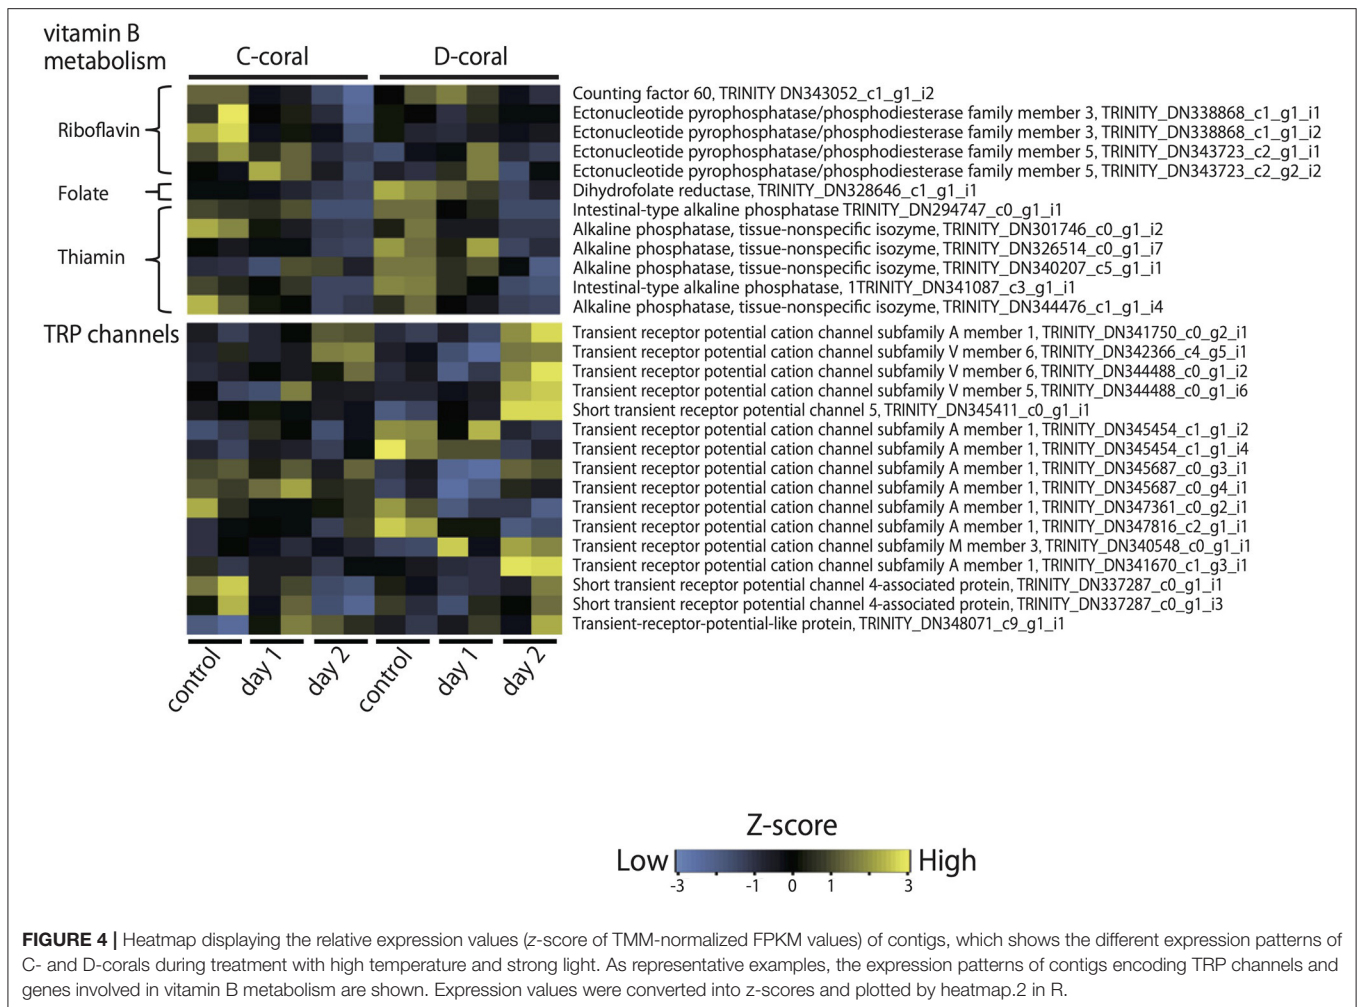 vitamin B
metabolism
C-coral
D-coral
Riboflavin
Folate
Thiamin
Counting factor 60, TRINITY DN343052_c1_g1_i2
Ectonucleotide pyrophosphatase/phosphodiesterase family member 3, TRINITY_DN338868_c1_g1_i1
Ectonucleotide pyrophosphatase/phosphodiesterase family member 3, TRINITY_DN338868_c1_g1_i2
Ectonucleotide pyrophosphatase/phosphodiesterase family member 5, TRINITY_DN343723_c2_g1_i1
Ectonucleotide pyrophosphatase/phosphodiesterase family member 5, TRINITY_DN343723_c2_g2_i2
Dihydrofolate reductase, TRINITY_DN328646_c1_g1_i1
Intestinal-type alkaline phosphatase TRINITY_DN294747_c0_g1_i1
Alkaline phosphatase, tissue-nonspecific isozyme, TRINITY_DN301746_c0_g1_i2
Alkaline phosphatase, tissue-nonspecific isozyme, TRINITY_DN326514_c0_g1_i7
Alkaline phosphatase, tissue-nonspecific isozyme, TRINITY_DN340207_c5_g1_i1
Intestinal-type alkaline phosphatase, 1TRINITY_DN341087_c3_g1_i1
Alkaline phosphatase, tissue-nonspecific isozyme, TRINITY_DN344476_c1_g1_i4
TRP channels
Transient receptor potential cation channel subfamily A member 1, TRINITY_DN341750_c0_g2_i1
Transient receptor potential cation channel subfamily V member 6, TRINITY_DN342366_c4_g5_i1
Transient receptor potential cation channel subfamily V member 6, TRINITY_DN344488_c0_g1_i2
Transient receptor potential cation channel subfamily V member 5, TRINITY_DN344488_c0_g1_i6
Short transient receptor potential channel 5, TRINITY_DN345411_c0_g1_i1
Transient receptor potential cation channel subfamily A member 1, TRINITY_DN345454_c1_g1_i2
Transient receptor potential cation channel subfamily A member 1, TRINITY_DN345454_c1_g1_i4
Transient receptor potential cation channel subfamily A member 1, TRINITY_DN345687_c0_g3_i1
Transient receptor potential cation channel subfamily A member 1, TRINITY_DN345687_c0_g4_i1
Transient receptor potential cation channel subfamily A member 1, TRINITY_DN347361_c0_g2_i1
Transient receptor potential cation channel subfamily A member 1, TRINITY_DN347816_c2_g1_i1
Transient receptor potential cation channel subfamily M member 3, TRINITY_DN340548_c0_g1_i1
Transient receptor potential cation channel subfamily A member 1, TRINITY_DN341670_c1_g3_i1
Short transient receptor potential channel 4-associated protein, TRINITY_DN337287_c0_g1_i1
Short transient receptor potential channel 4-associated protein, TRINITY_DN337287_c0_g1_i3
Transient-receptor-potential-like protein, TRINITY_DN348071_c9_g1_i1
control
day 1
day 2
control
day 1
day 2
Z-score
Low
High
-3 -1 0 1 3
FIGURE 4 | Heatmap displaying the relative expression values (z-score of TMM-normalized FPKM values) of contigs, which shows the different expression patterns of
C- and D-corals during treatment with high temperature and strong light. As representative examples, the expression patterns of contigs encoding TRP channels and
genes involved in vitamin B metabolism are shown. Expression values were converted into z-scores and plotted by heatmap.2 in R.